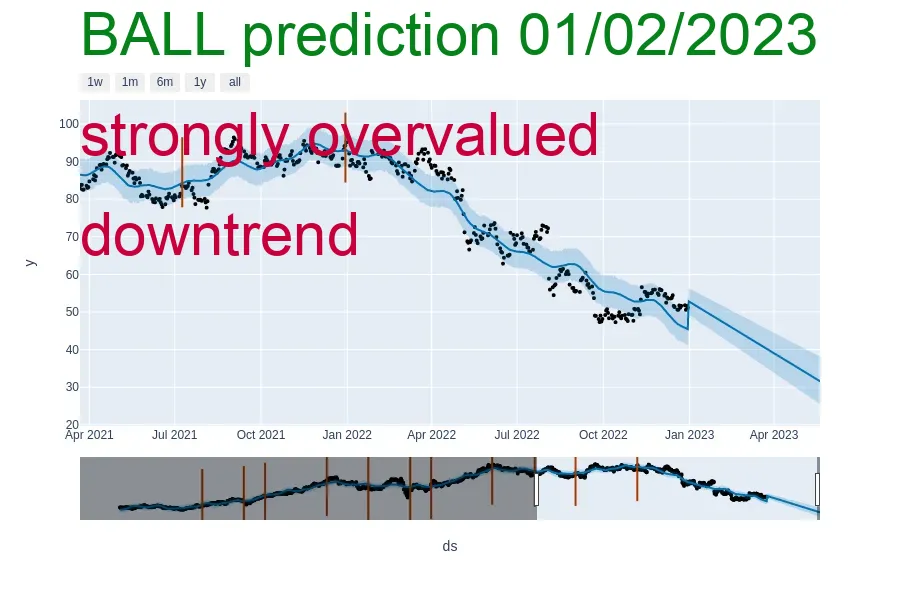 BALL prediction 01/02/2023
1w 1m 6m 1y all
strongly overvalued
downtrend
100
90
80
70
60
50
40
30
20
y
Apr 2021 Jul 2021 Oct 2021 Jan 2022 Apr 2022 Jul 2022 Oct 2022 Jan 2023 Apr 2023
ds